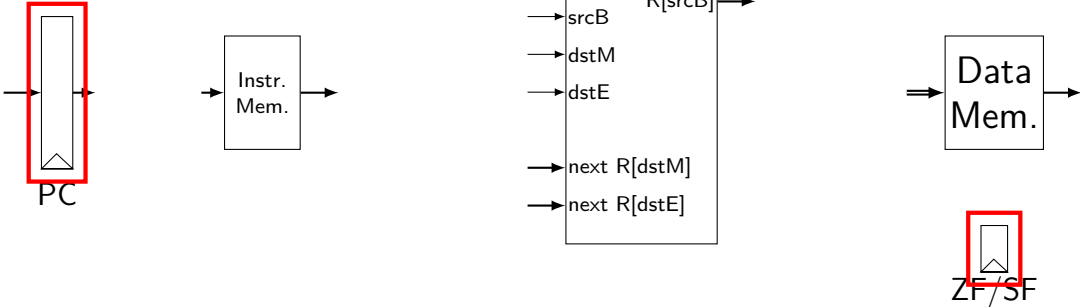 R[srcB]
srcB
dstM
dstE
next R[dstM]
next R[dstE]
Instr.
Mem.
Data
Mem.
PC
ZF/SF